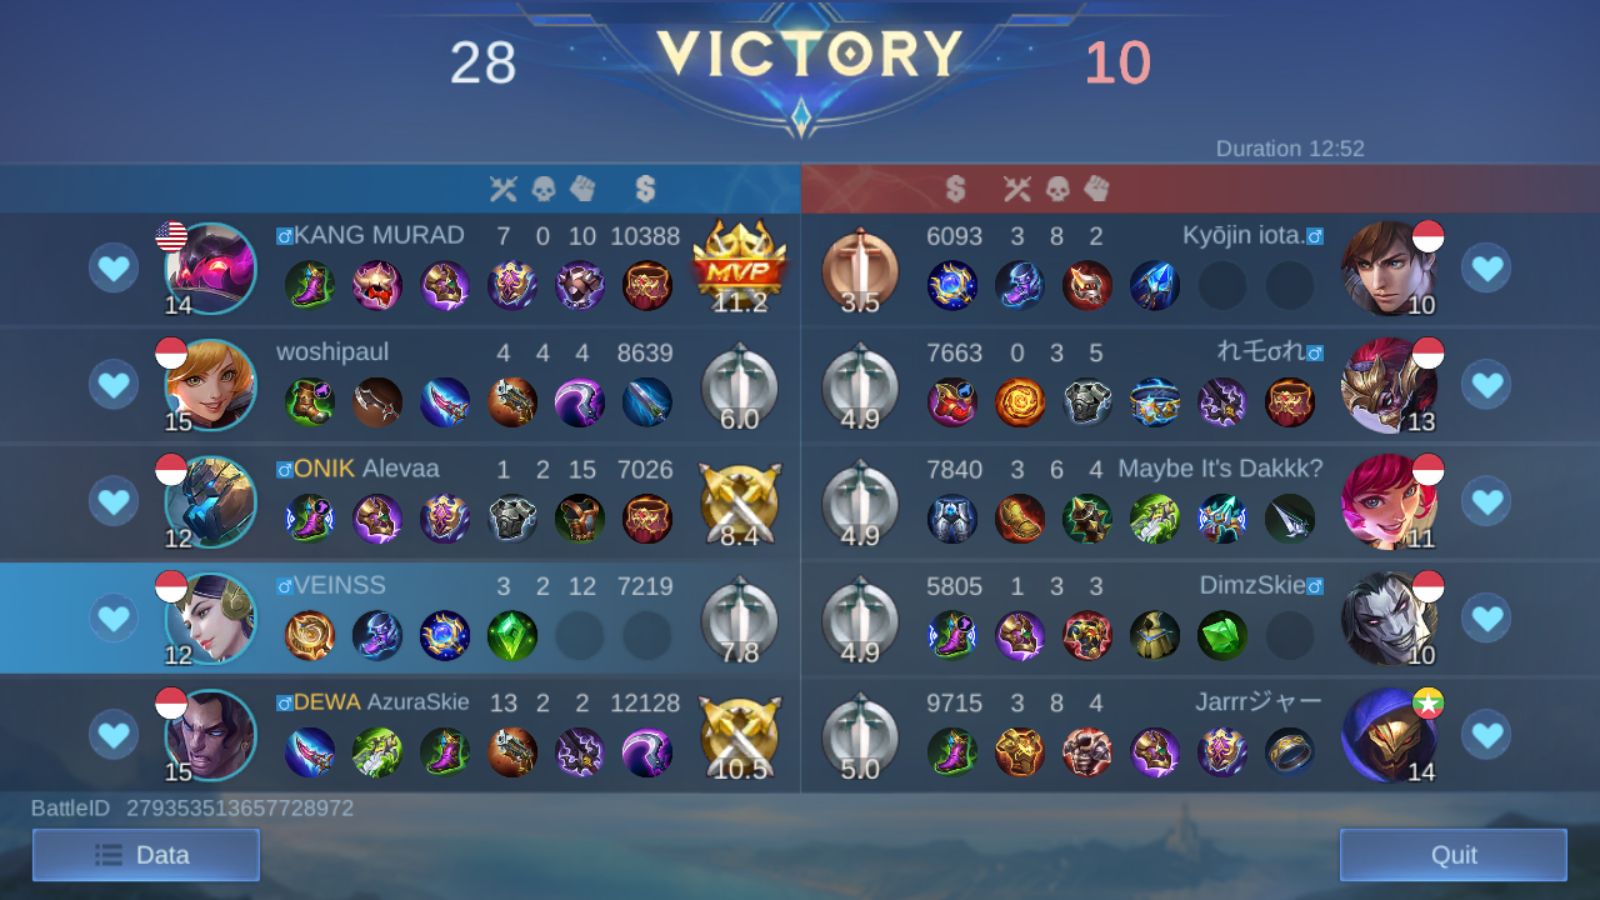 28 VICTORY 10
Duration 12:52
KANG MURAD 7 0 10 10388 MVP 11.2 14
3.5 6093 3 8 2 Kyōjin iota. 10
woshipaul 4 4 4 8639 6.0 15
4.9 7663 0 3 5 れ乇σれ 13
ONIK Alevaa 1 2 15 7026 8.4 12
4.9 7840 3 6 4 Maybe It's Dakkk? 11
VEINSS 3 2 12 7219 7.8 12
4.9 5805 1 3 3 DimzSkie 10
DEWA AzuraSkie 13 2 2 12128 10.5 15
5.0 9715 3 8 4 Jarrrジャー 14
BattleID 279353513657728972
Data
Quit